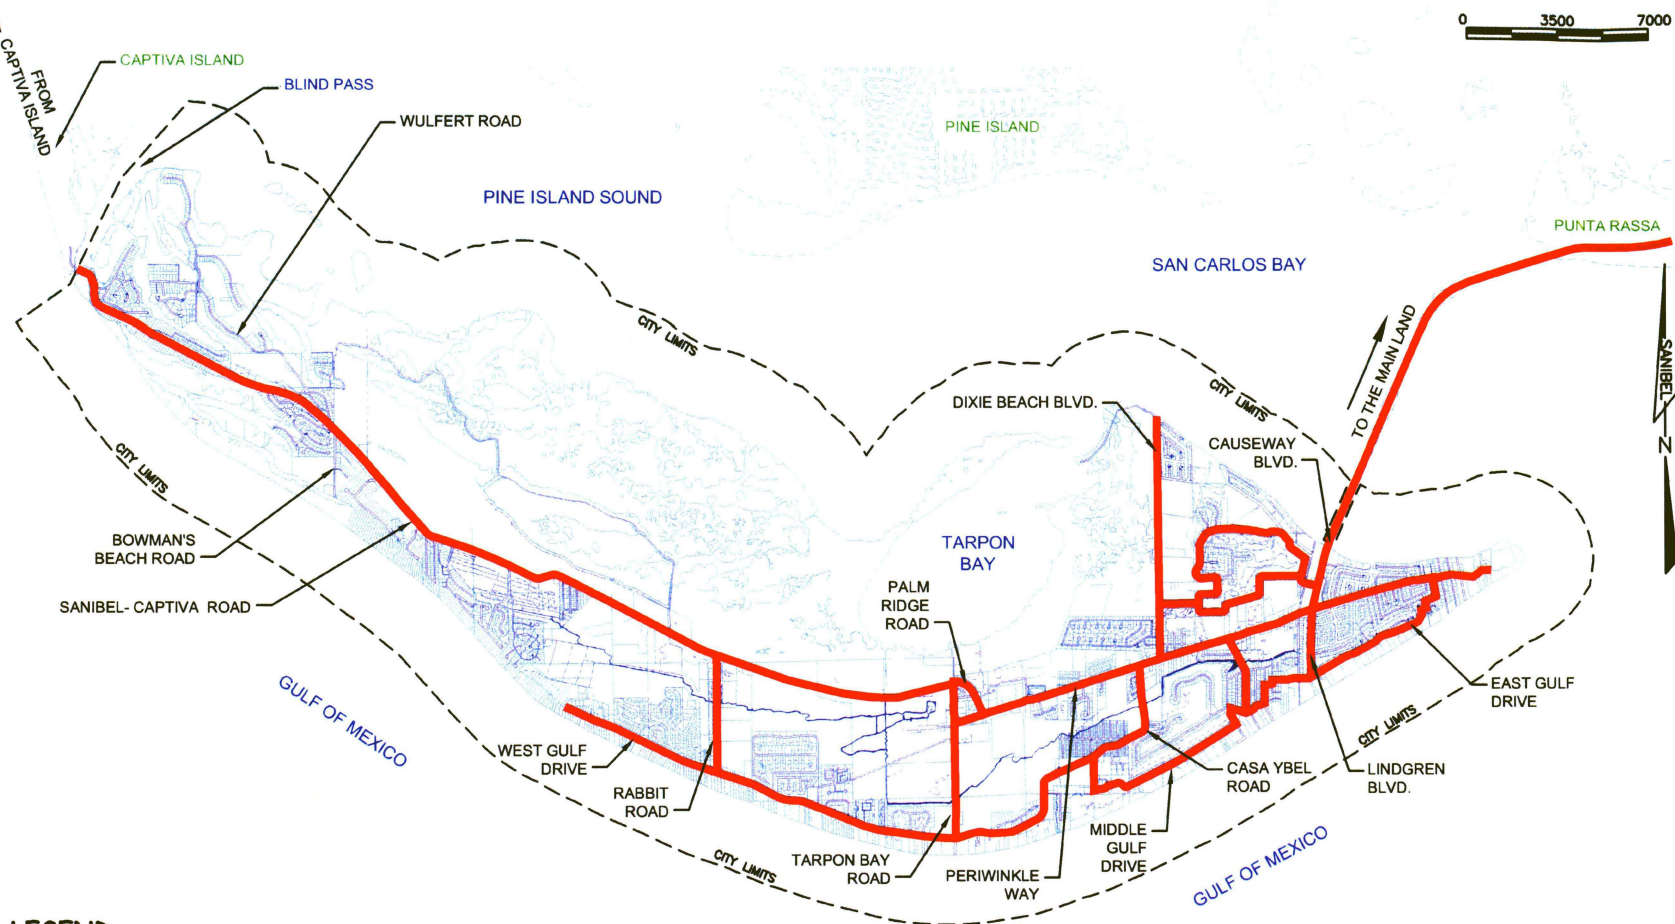 0 3500 7000
CAPTIVA ISLAND
FROM
CAPTIVA ISLAND
BLIND PASS
WULFERT ROAD
PINE ISLAND
PINE ISLAND SOUND
PUNTA RASSA
SAN CARLOS BAY
CITY LIMITS
TO THE MAIN LAND
SANIBEL
N
DIXIE BEACH BLVD.
CITY LIMITS
CAUSEWAY
BLVD.
CITY LIMITS
BOWMAN'S
BEACH ROAD
TARPON
BAY
SANIBEL- CAPTIVA ROAD
PALM
RIDGE
ROAD
GULF OF MEXICO
EAST GULF
DRIVE
CITY LIMITS
WEST GULF
DRIVE
RABBIT
ROAD
CASA YBEL
ROAD
LINDGREN
BLVD.
MIDDLE
GULF
DRIVE
CITY LIMITS
TARPON BAY
ROAD
PERIWINKLE
WAY
GULF OF MEXICO
LEGEND